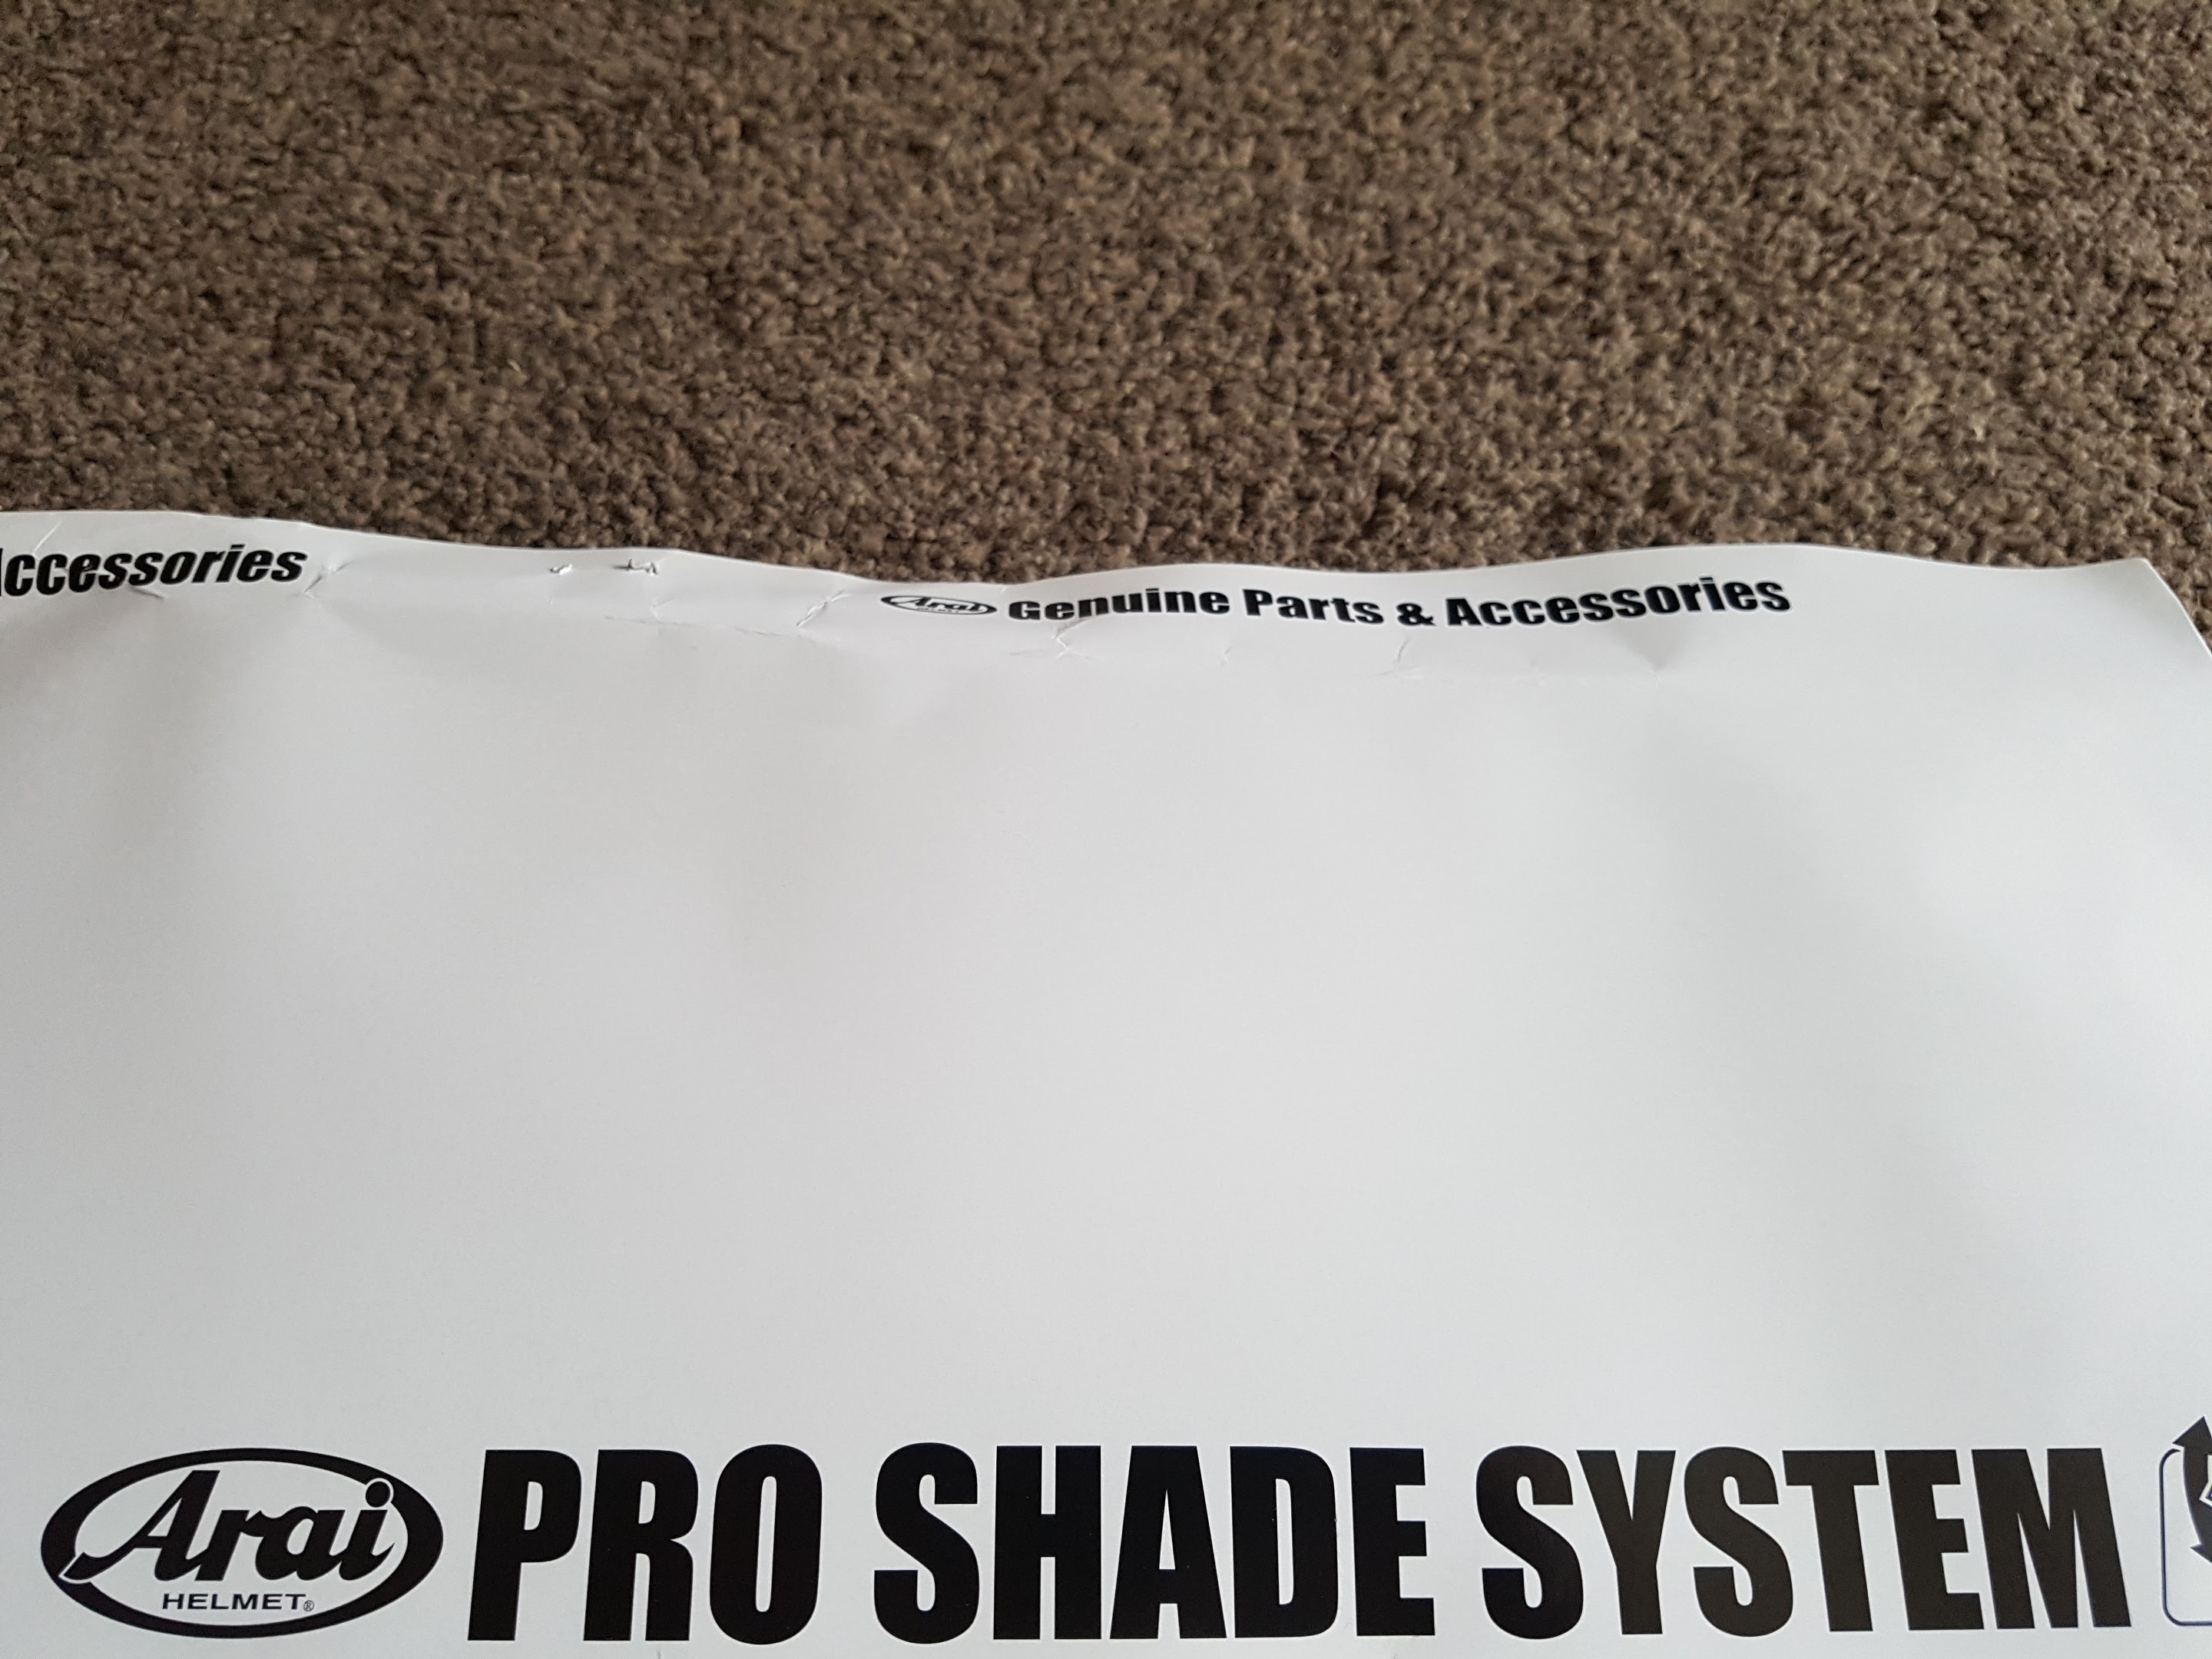 Accessories
Arai Genuine Parts & Accessories
Arai
HELMET®
PRO SHADE SYSTEM